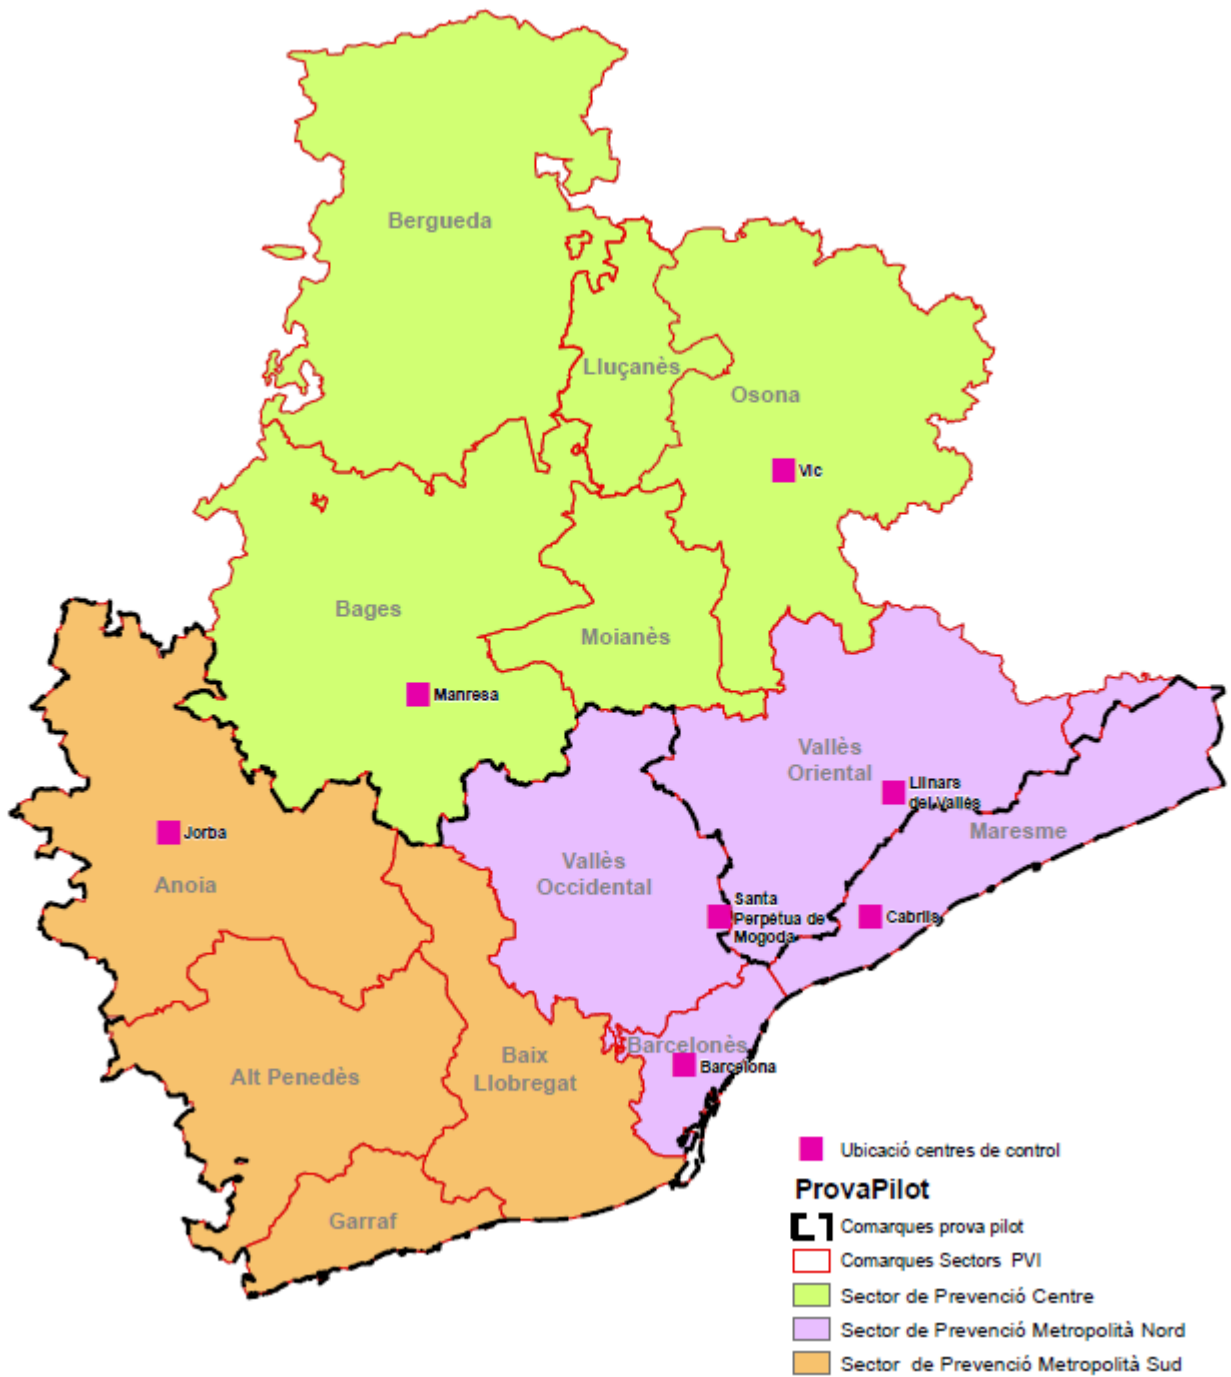 Bergueda
Lluçanès
Osona
Vic
Bages
Moianès
Manresa
Vallès
Oriental
Llinars
del Vallès
Maresme
Jorba
Anoia
Vallès
Occidental
Santa
Perpètua de
Mogoda
Cabrils
Barcelonès
Barcelona
Baix
Llobregat
Alt Penedès
Garraf
Ubicació centres de control
ProvaPilot
Comarques prova pilot
Comarques Sectors PVI
Sector de Prevenció Centre
Sector de Prevenció Metropolità Nord
Sector de Prevenció Metropolità Sud